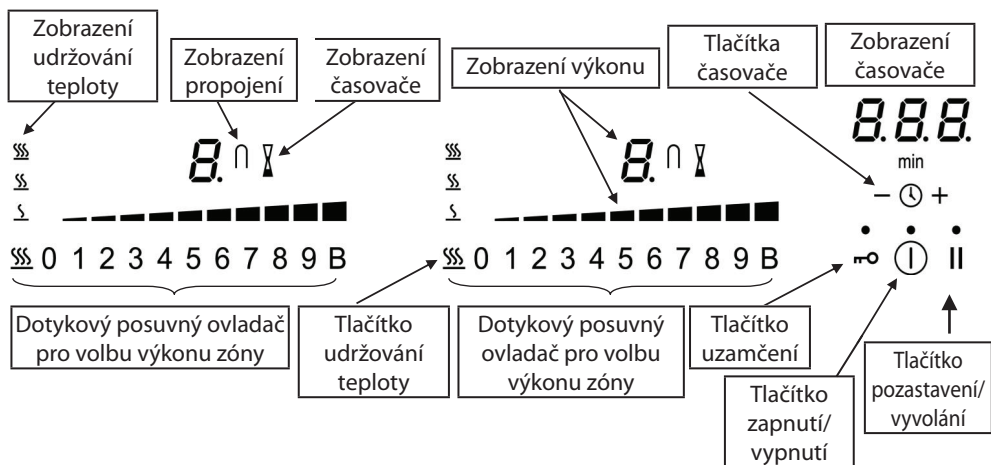 Zobrazení
udržování
teploty
Zobrazení
propojení
Zobrazení
časovače
Zobrazení výkonu
Tlačítka
časovače
Zobrazení
časovače
8.
8.
8.8.8.
min
− +
0 1 2 3 4 5 6 7 8 9 B
0 1 2 3 4 5 6 7 8 9 B
Dotykový posuvný ovladač
pro volbu výkonu zóny
Tlačítko
udržování
teploty
Dotykový posuvný
ovladač pro volbu
výkonu zóny
Tlačítko
uzamčení
Tlačítko
zapnutí/
vypnutí
Tlačítko
pozastavení/
vyvolání